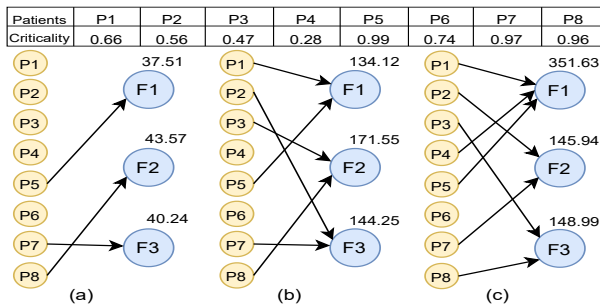 Patients P1 P2 P3 P4 P5 P6 P7 P8
Criticality 0.66 0.56 0.47 0.28 0.99 0.74 0.97 0.96
P1
P2
P3
P4
P5
P6
P7
P8
37.51
F1
43.57
F2
40.24
F3
(a)
P1
P2
P3
P4
P5
P6
P7
P8
134.12
F1
171.55
F2
144.25
F3
(b)
P1
P2
P3
P4
P5
P6
P7
P8
351.63
F1
145.94
F2
148.99
F3
(c)